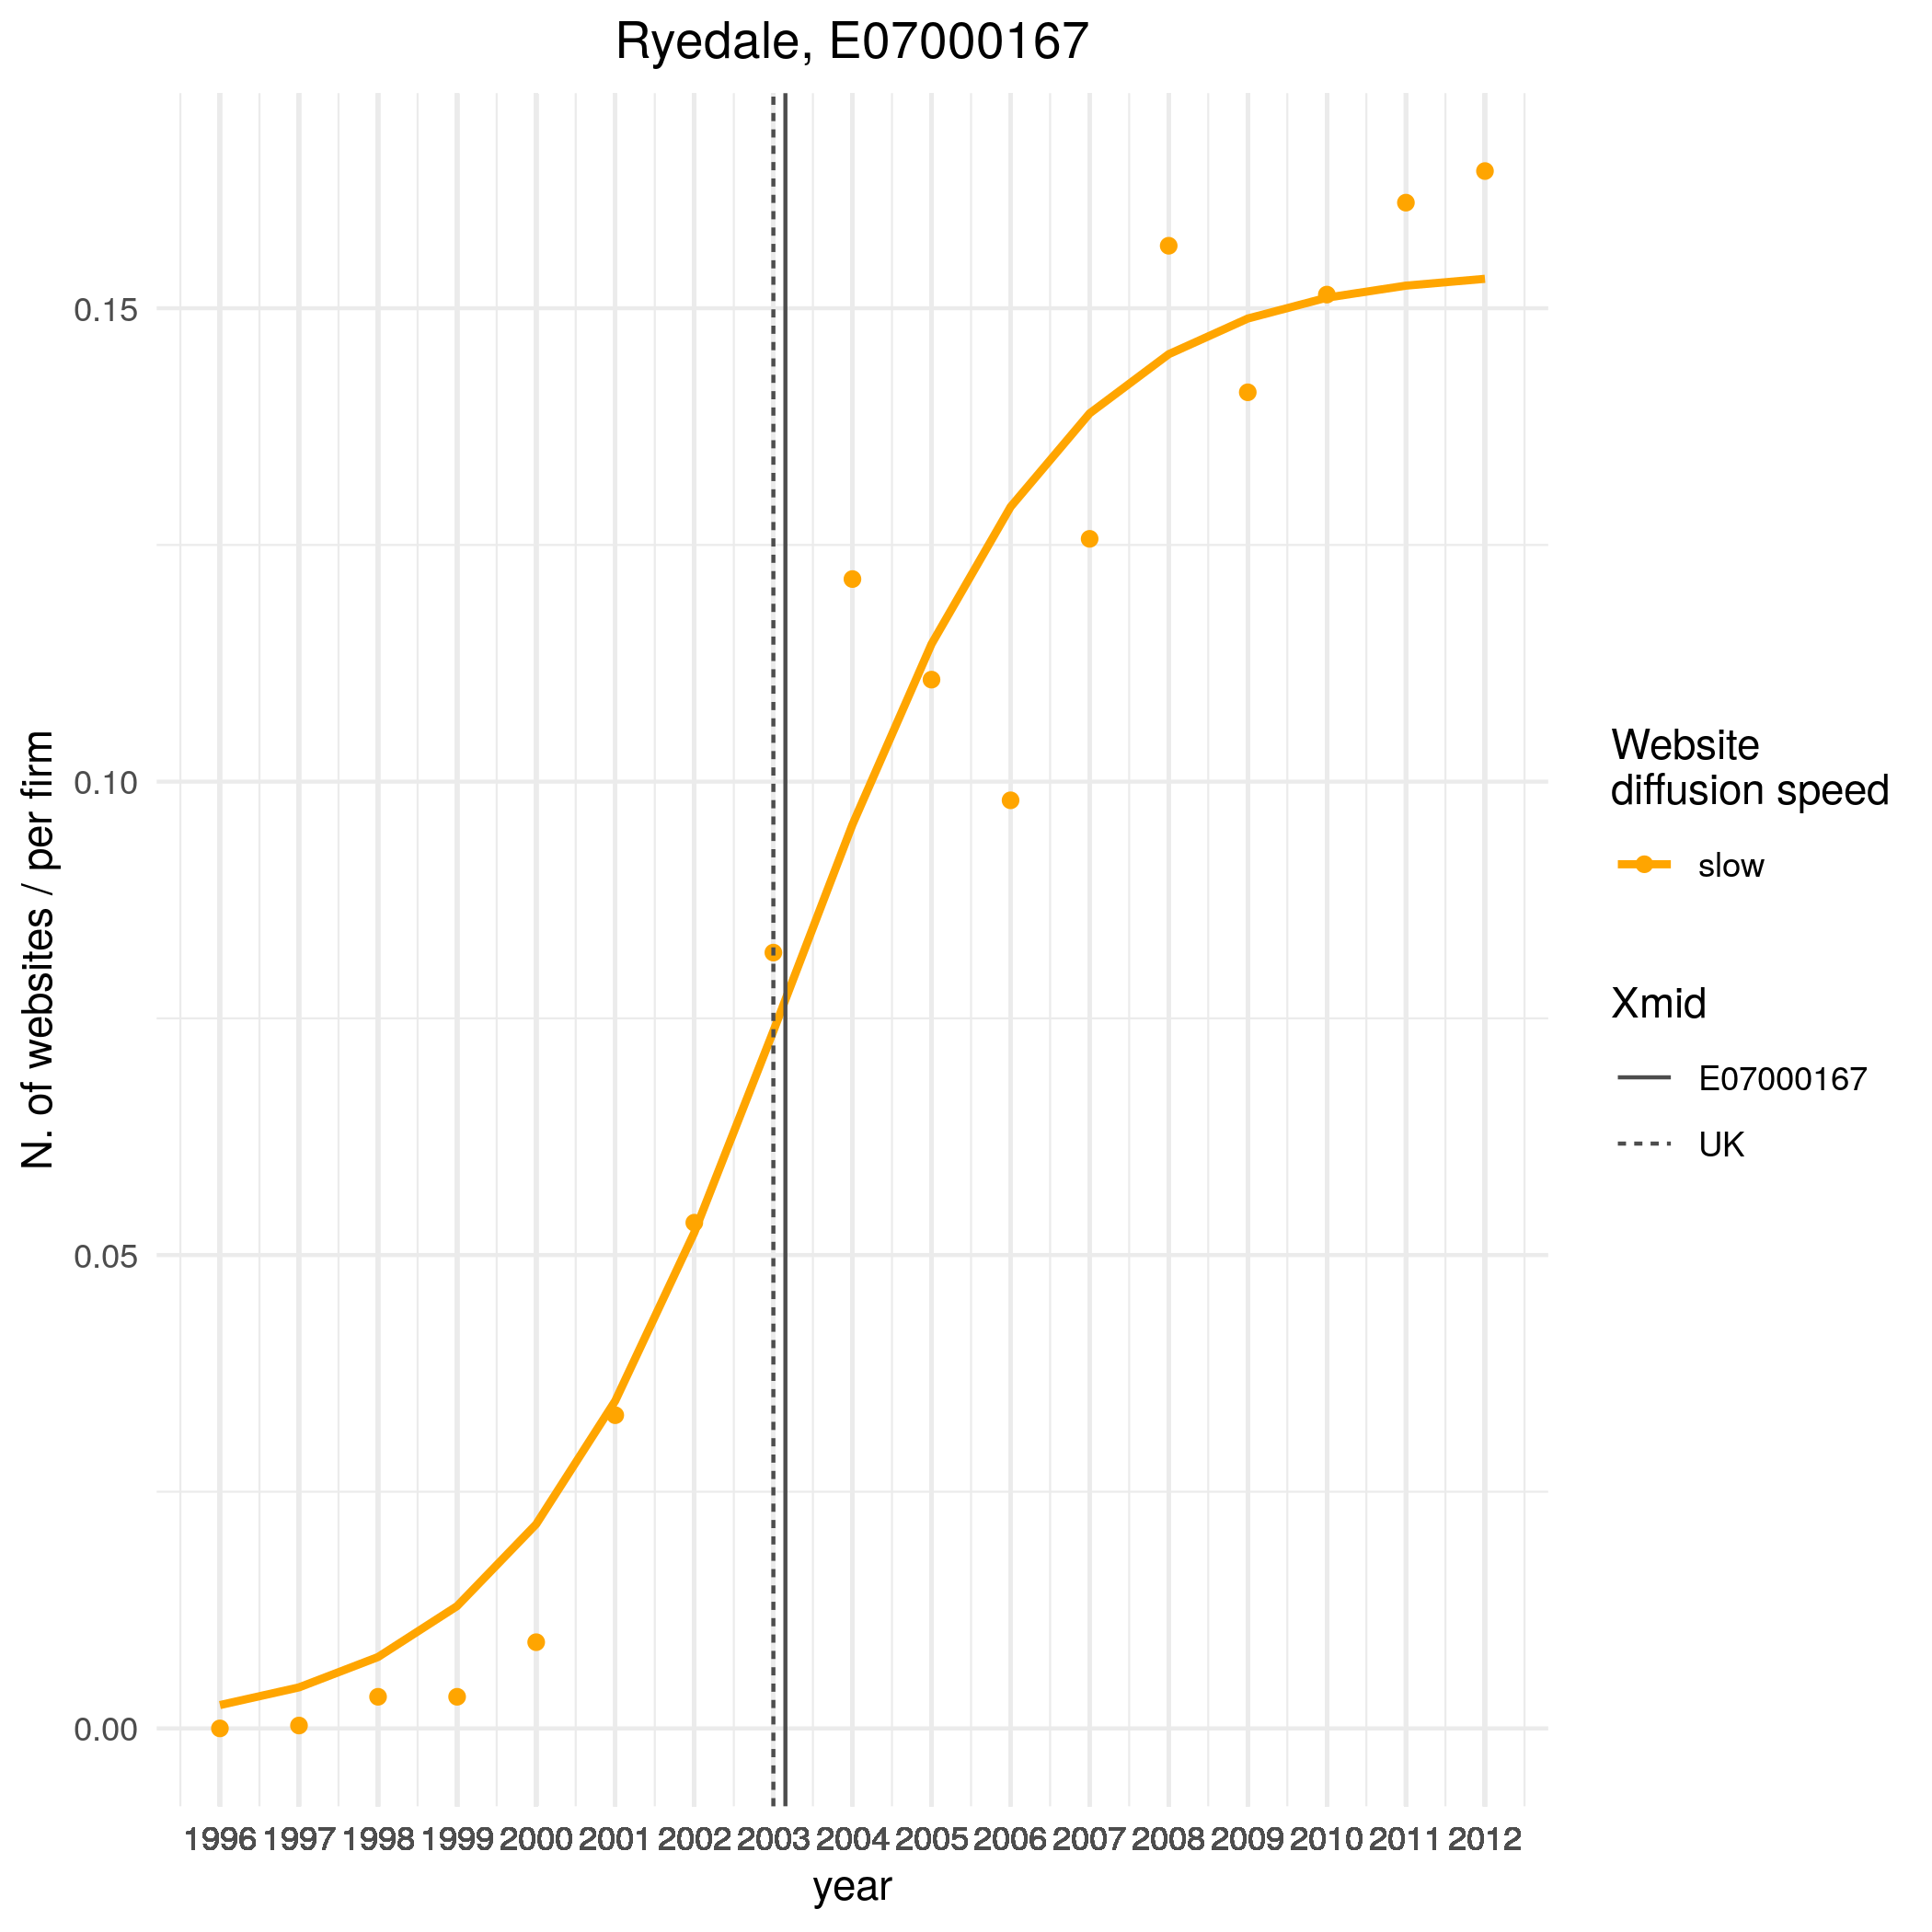 Ryedale, E07000167
N. of websites / per firm
0.15
0.10
0.05
0.00
1996 1997 1998 1999 2000 2001 2002 2003 2004 2005 2006 2007 2008 2009 2010 2011 2012
year
Website
diffusion speed
slow
Xmid
E07000167
UK